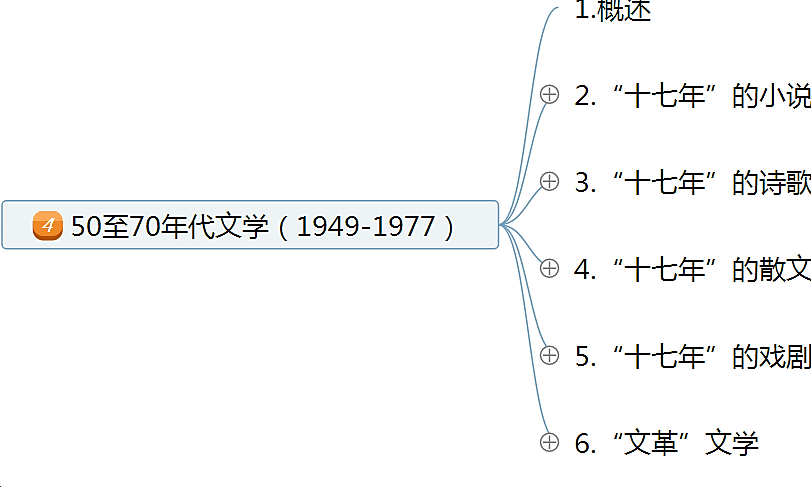 1.概述
2.“十七年”的小说
3.“十七年”的诗歌
4 50至70年代文学（1949-1977）
4.“十七年”的散文
5.“十七年”的戏剧
6.“文革”文学